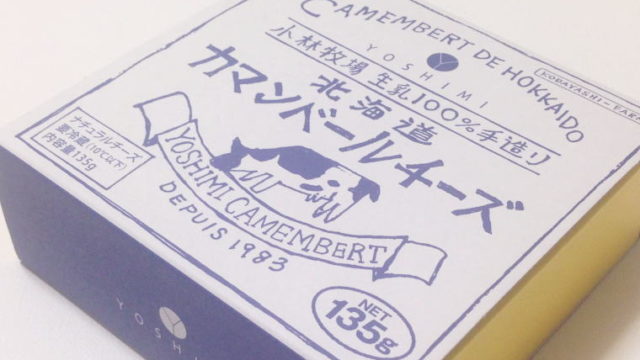 CAMEMBERT DE HOKKAIDO
KOBAYASHI-FARM
YOSHIMI
小林牧場 生乳100%手造り
北海道
カマンベールチーズ
ナチュラルチーズ
要冷蔵(10℃以下)
内容量135g
YOSHIMI CAMEMBERT
DEPUIS 1983
NET
135g
YOSHIMI